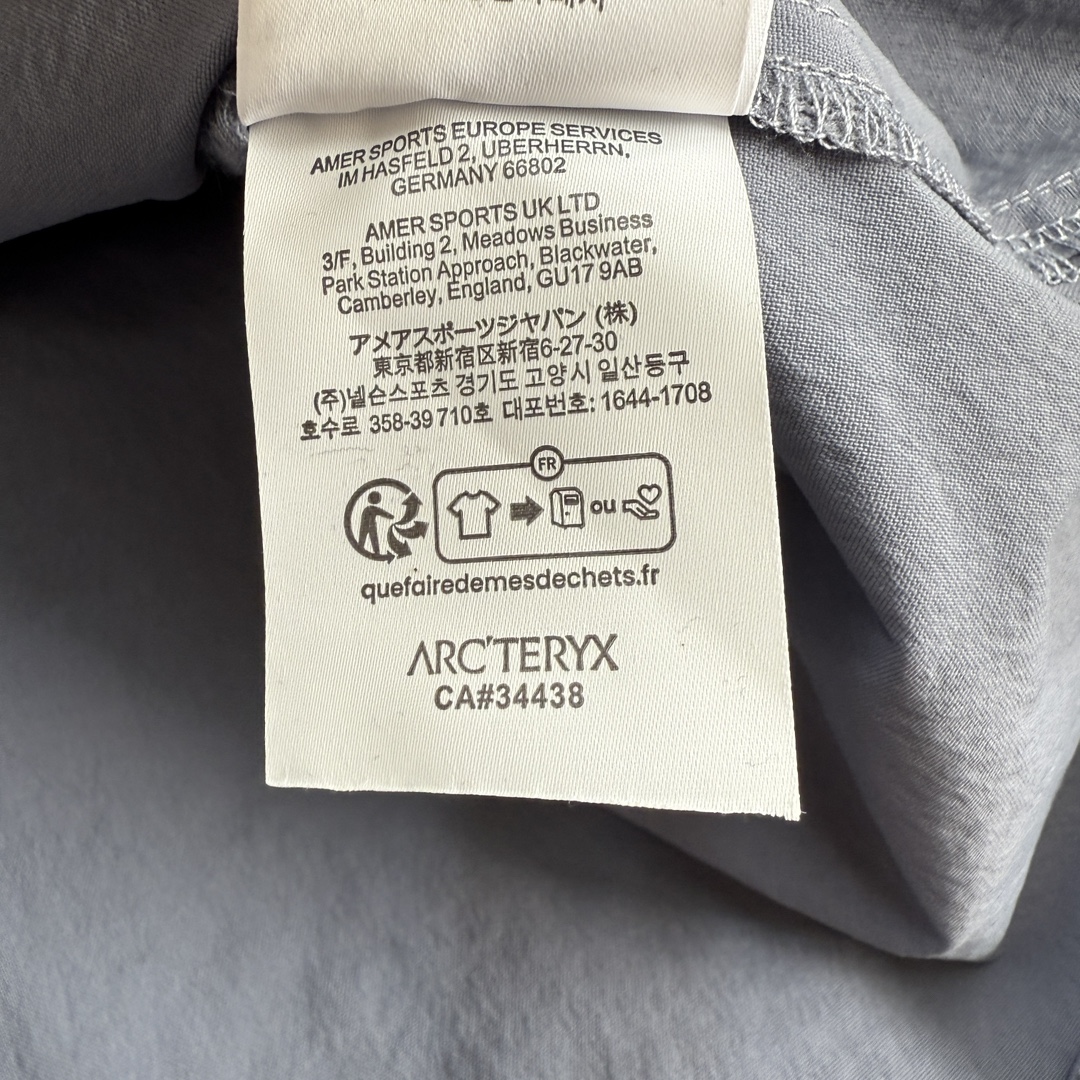 AMER SPORTS EUROPE SERVICES
IM HASFELD 2, UBERHERRN,
GERMANY 66802
AMER SPORTS UK LTD
3/F, Building 2, Meadows Business
Park Station Approach, Blackwater,
Camberley, England, GU17 9AB
アメアスポーツジャパン (株)
東京都新宿区新宿6-27-30
(주)넬슨스포츠 경기도 고양시 일산동구
호수로 358-39 710호 대포번호: 1644-1708
FR
ou
quefairedemesdechets.fr
ARC'TERYX
CA#34438